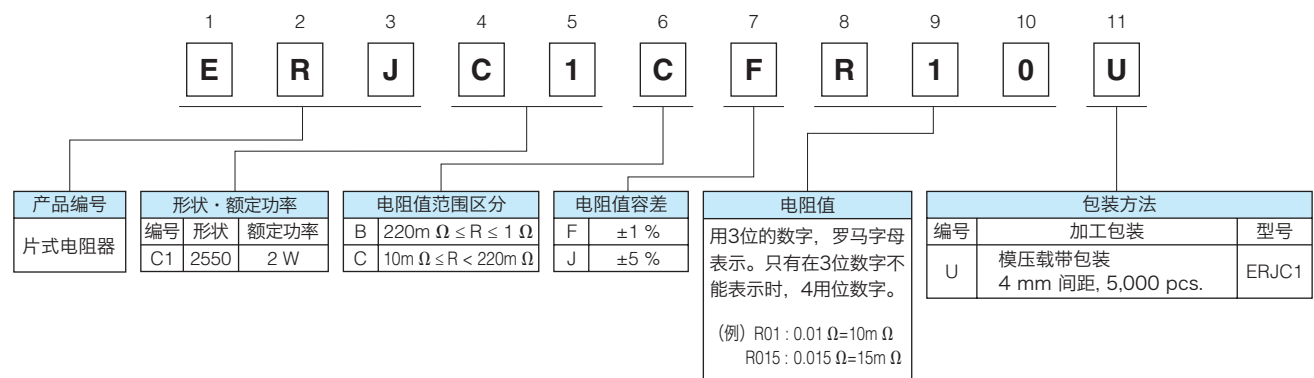 1 2 3 4 5 6 7 8 9 10 11
E R J C 1 C F R 1 0 U
产品编号
片式电阻器
形状・额定功率
编号 形状 额定功率
C1 2550 2 W
电阻值范围区分
B 220m Ω ≤ R ≤ 1 Ω
C 10m Ω ≤ R < 220m Ω
电阻值容差
F ±1 %
J ±5 %
电阻值
用3位的数字，罗马字母
表示。只有在3位数字不
能表示时，4用位数字。
(例) R01 : 0.01 Ω=10m Ω
R015 : 0.015 Ω=15m Ω
包装方法
编号 加工包装 型号
U 模压载带包装 ERJC1
4 mm 间距, 5,000 pcs.